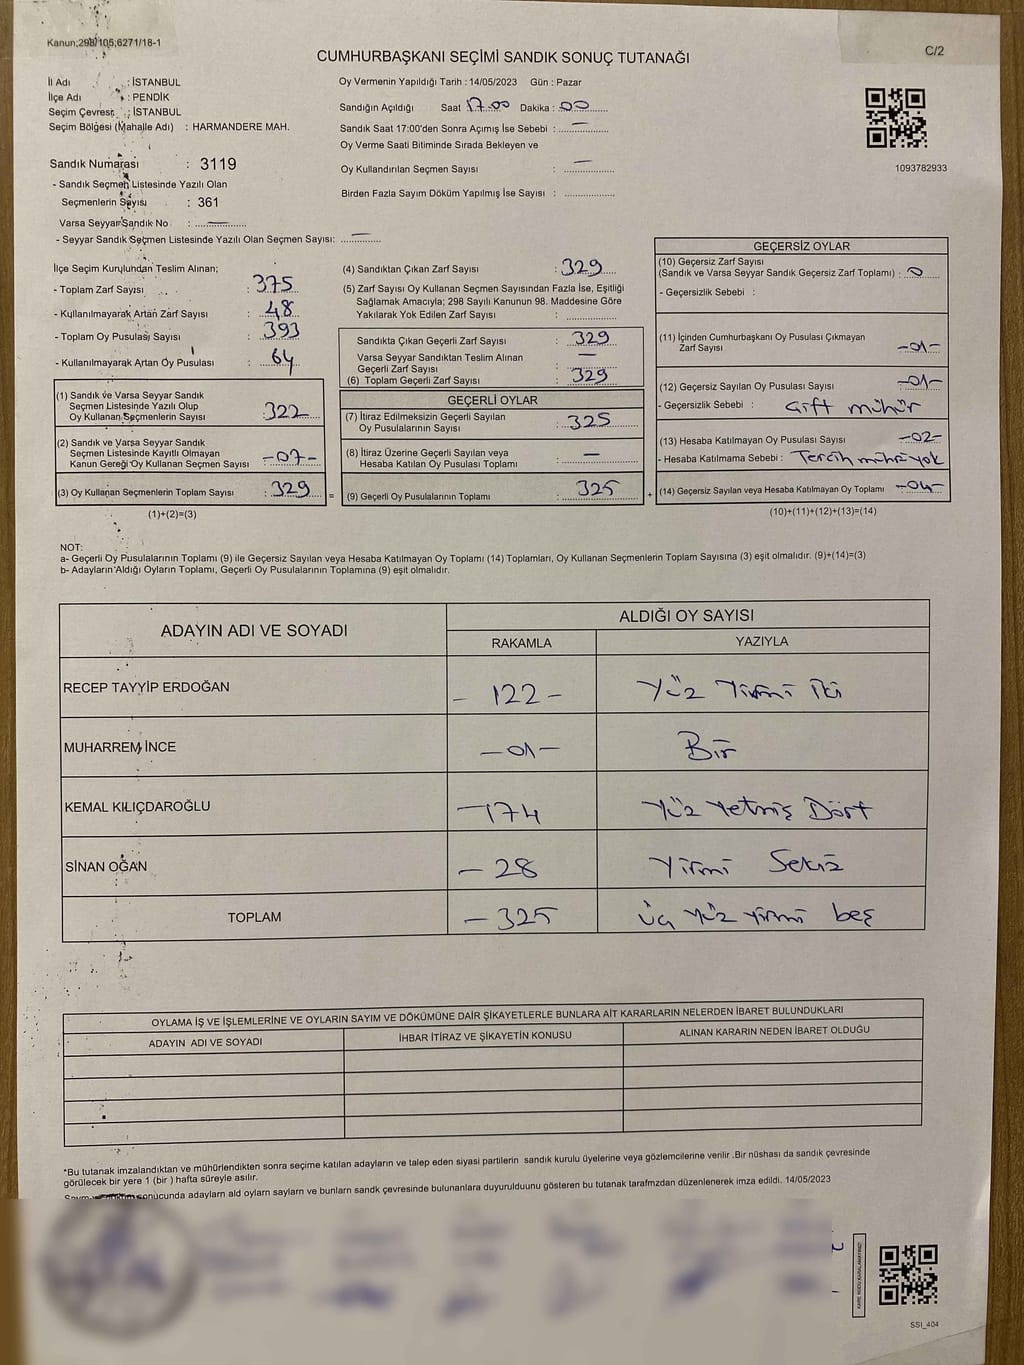 Kanun;298/105;6271/18-1
C/2
CUMHURBAŞKANI SEÇİMİ SANDIK SONUÇ TUTANAĞI
İl Adı : İSTANBUL
İlçe Adı : PENDİK
Seçim Çevresi : İSTANBUL
Seçim Bölgesi (Mahalle Adı) : HARMANDERE MAH.
Sandık Numarası : 3119
- Sandık Seçmen Listesinde Yazılı Olan
Seçmenlerin Sayısı : 361
Varsa Seyyar Sandık No : —
- Seyyar Sandık Seçmen Listesinde Yazılı Olan Seçmen Sayısı: —
Oy Vermenin Yapıldığı Tarih : 14/05/2023 Gün : Pazar
Sandığın Açıldığı Saat 17.00 Dakika : 00
Sandık Saat 17:00'den Sonra Açımış İse Sebebi : —
Oy Verme Saati Bitiminde Sırada Bekleyen ve
Oy Kullandırılan Seçmen Sayısı : —
Birden Fazla Sayım Döküm Yapılmış İse Sayısı :
1093782933
İlçe Seçim Kurulundan Teslim Alınan;
- Toplam Zarf Sayısı : 375
- Kullanılmayarak Artan Zarf Sayısı : 48
- Toplam Oy Pusulası Sayısı : 393
- Kullanılmayarak Artan Oy Pusulası : 64
(1) Sandık ve Varsa Seyyar Sandık
Seçmen Listesinde Yazılı Olup
Oy Kullanan Seçmenlerin Sayısı : 322
(2) Sandık ve Varsa Seyyar Sandık
Seçmen Listesinde Kayıtlı Olmayan
Kanun Gereği Oy Kullanan Seçmen Sayısı -07-
(3) Oy Kullanan Seçmenlerin Toplam Sayısı : 329 =
(1)+(2)=(3)
(4) Sandıktan Çıkan Zarf Sayısı : 329
(5) Zarf Sayısı Oy Kullanan Seçmen Sayısından Fazla İse, Eşitliği
Sağlamak Amacıyla; 298 Sayılı Kanunun 98. Maddesine Göre
Yakılarak Yok Edilen Zarf Sayısı :
Sandıkta Çıkan Geçerli Zarf Sayısı : 329
Varsa Seyyar Sandıktan Teslim Alınan
Geçerli Zarf Sayısı : —
(6) Toplam Geçerli Zarf Sayısı : 329
GEÇERLİ OYLAR
(7) İtiraz Edilmeksizin Geçerli Sayılan
Oy Pusulalarının Sayısı : 325
(8) İtiraz Üzerine Geçerli Sayılan veya
Hesaba Katılan Oy Pusulası Toplamı : —
(9) Geçerli Oy Pusulalarının Toplamı : 325 +
GEÇERSİZ OYLAR
(10) Geçersiz Zarf Sayısı
(Sandık ve Varsa Seyyar Sandık Geçersiz Zarf Toplamı) : 0
- Geçersizlik Sebebi :
(11) İçinden Cumhurbaşkanı Oy Pusulası Çıkmayan
Zarf Sayısı -01-
(12) Geçersiz Sayılan Oy Pusulası Sayısı -01-
- Geçersizlik Sebebi : Çift mühür
(13) Hesaba Katılmayan Oy Pusulası Sayısı -02-
- Hesaba Katılmama Sebebi : Tercih mührü yok
(14) Geçersiz Sayılan veya Hesaba Katılmayan Oy Toplamı -04-
(10)+(11)+(12)+(13)=(14)
NOT:
a- Geçerli Oy Pusulalarının Toplamı (9) ile Geçersiz Sayılan veya Hesaba Katılmayan Oy Toplamı (14) Toplamları, Oy Kullanan Seçmenlerin Toplam Sayısına (3) eşit olmalıdır. (9)+(14)=(3)
b- Adayların Aldığı Oyların Toplamı, Geçerli Oy Pusulalarının Toplamına (9) eşit olmalıdır.
ADAYIN ADI VE SOYADI ALDIĞI OY SAYISI
RAKAMLA YAZIYLA
RECEP TAYYİP ERDOĞAN - 122 - Yüz Yirmi iki
MUHARREM İNCE -01- Bir
KEMAL KILIÇDAROĞLU -174 Yüz Yetmiş Dört
SİNAN OĞAN - 28 Yirmi Sekiz
TOPLAM - 325 üç yüz yirmi beş
OYLAMA İŞ VE İŞLEMLERİNE VE OYLARIN SAYIM VE DÖKÜMÜNE DAİR ŞİKAYETLERLE BUNLARA AİT KARARLARIN NELERDEN İBARET BULUNDUKLARI
ADAYIN ADI VE SOYADI İHBAR İTİRAZ VE ŞİKAYETİN KONUSU ALINAN KARARIN NEDEN İBARET OLDUĞU
*Bu tutanak imzalandıktan ve mühürlendikten sonra seçime katılan adayların ve talep eden siyasi partilerin sandık kurulu üyelerine veya gözlemcilerine verilir .Bir nüshası da sandık çevresinde
görülecek bir yere 1 (bir ) hafta süreyle asılır.
sonucunda adayların ald oyların sayların ve bunların sandk çevresinde bulunanlara duyurulduunu gösteren bu tutanak tarafmzdan düzenlenerek imza edildi. 14/05/2023
KARE KODU KARALAMAYINIZ!
SSI_404